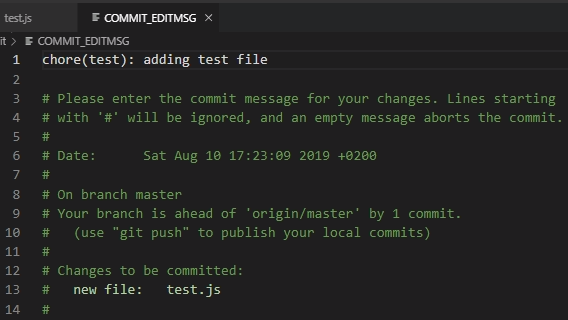 test.js COMMIT_EDITMSG ×
it > COMMIT_EDITMSG
1 chore(test): adding test file
2
3 # Please enter the commit message for your changes. Lines starting
4 # with '#' will be ignored, and an empty message aborts the commit.
5 #
6 # Date:      Sat Aug 10 17:23:09 2019 +0200
7 #
8 # On branch master
9 # Your branch is ahead of 'origin/master' by 1 commit.
10 #   (use "git push" to publish your local commits)
11 #
12 # Changes to be committed:
13 #   new file:   test.js
14 #